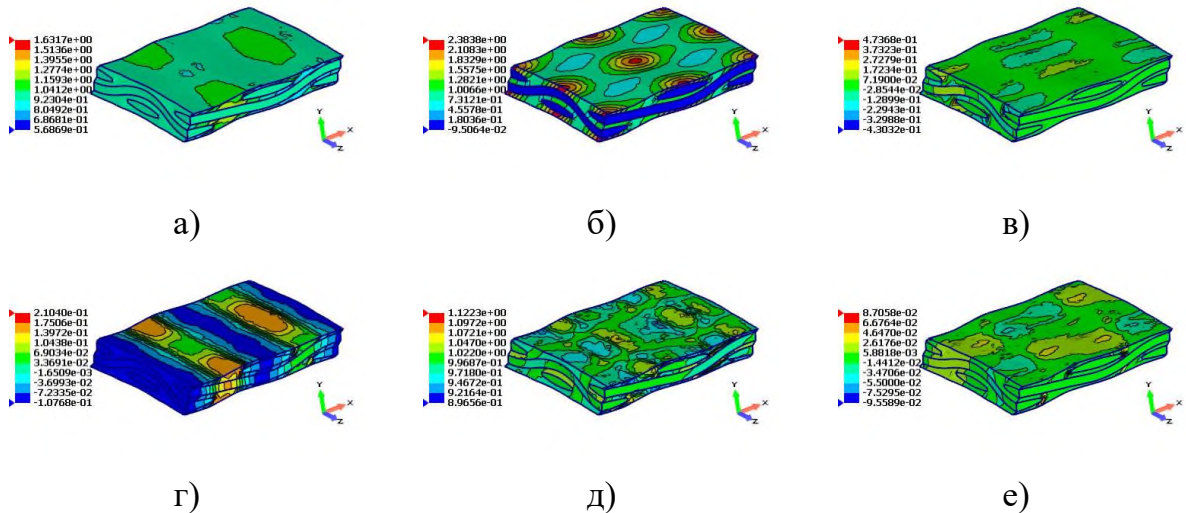 1.6317e+00
1.5136e+00
1.3955e+00
1.2774e+00
1.1593e+00
1.0412e+00
9.2304e-01
8.0492e-01
6.8681e-01
5.6869e-01
Y
X
Z
а)
2.3838e+00
2.1083e+00
1.8329e+00
1.5575e+00
1.2821e+00
1.0066e+00
7.3121e-01
4.5578e-01
1.8036e-01
-9.5064e-02
Y
X
Z
б)
4.7368e-01
3.7323e-01
2.7279e-01
1.7234e-01
7.1900e-02
-2.8544e-02
-1.2899e-01
-2.2943e-01
-3.2988e-01
-4.3032e-01
Y
X
Z
в)
2.1040e-01
1.7506e-01
1.3972e-01
1.0438e-01
6.9034e-02
3.3691e-02
-1.6509e-03
-3.6993e-02
-7.2335e-02
-1.0768e-01
Y
X
Z
г)
1.1223e+00
1.0972e+00
1.0721e+00
1.0470e+00
1.0220e+00
9.9687e-01
9.7180e-01
9.4672e-01
9.2164e-01
8.9656e-01
Y
X
Z
д)
8.7058e-02
6.6764e-02
4.6470e-02
2.6176e-02
5.8818e-03
-1.4412e-02
-3.4706e-02
-5.5000e-02
-7.5295e-02
-9.5589e-02
Y
X
Z
е)